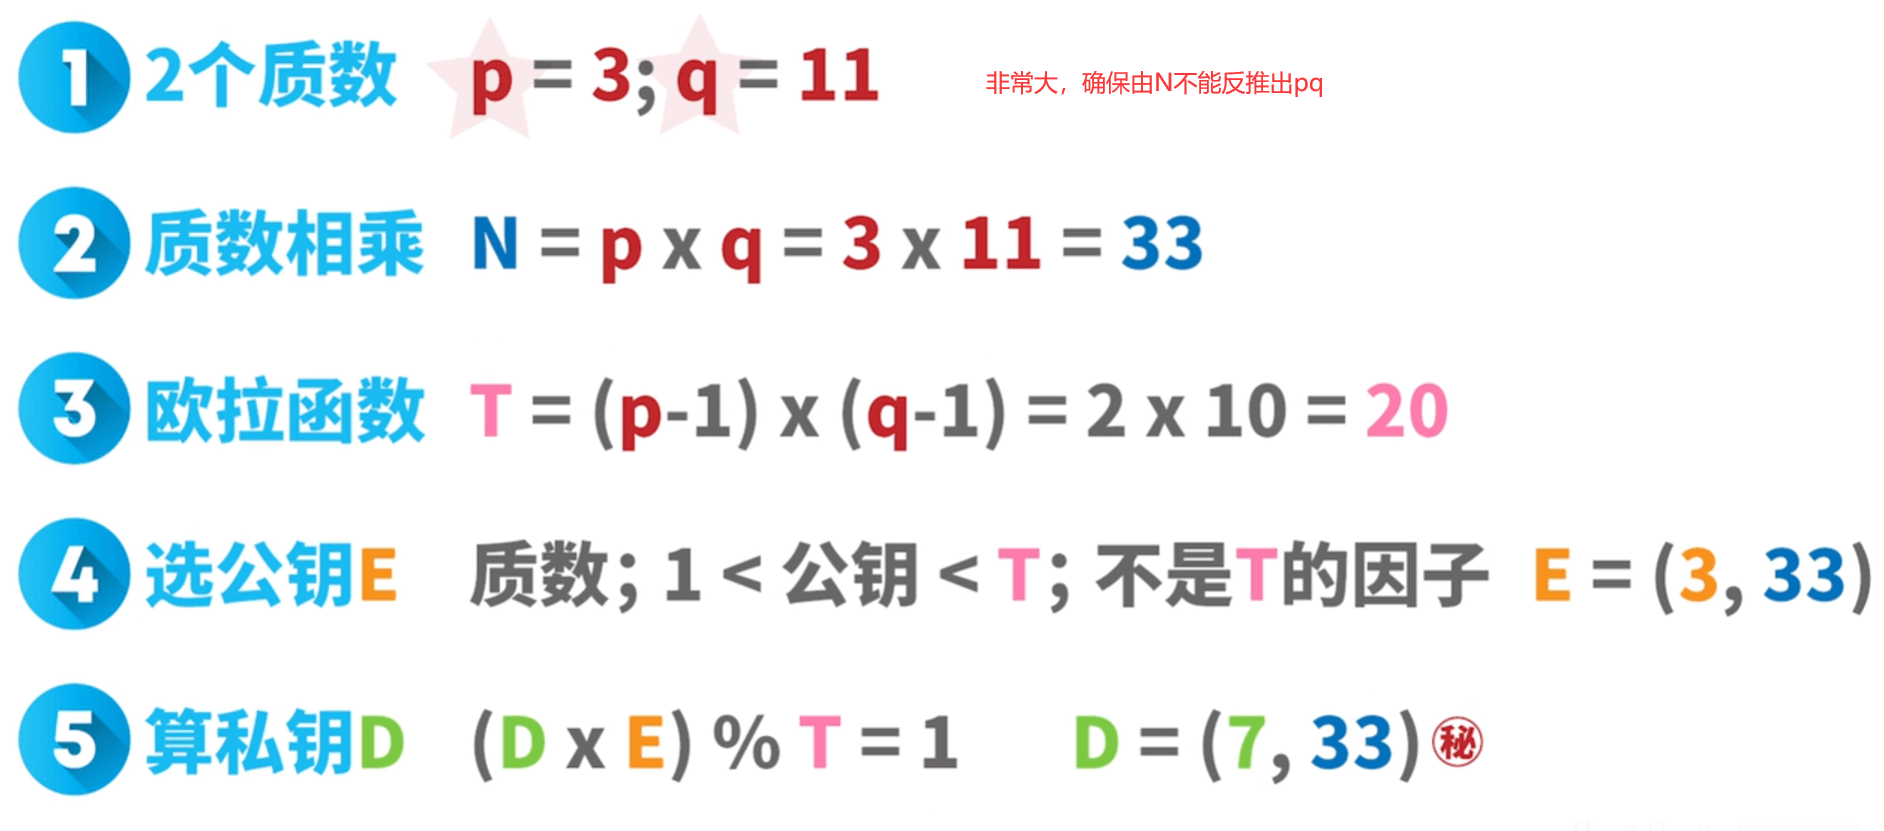 1 2个质数 p = 3; q = 11 非常大，确保由N不能反推出pq
2 质数相乘 N = p x q = 3 x 11 = 33
3 欧拉函数 T = (p-1) x (q-1) = 2 x 10 = 20
4 选公钥E 质数; 1 < 公钥 < T; 不是T的因子 E = (3, 33)
5 算私钥D (D x E) % T = 1 D = (7, 33) 秘